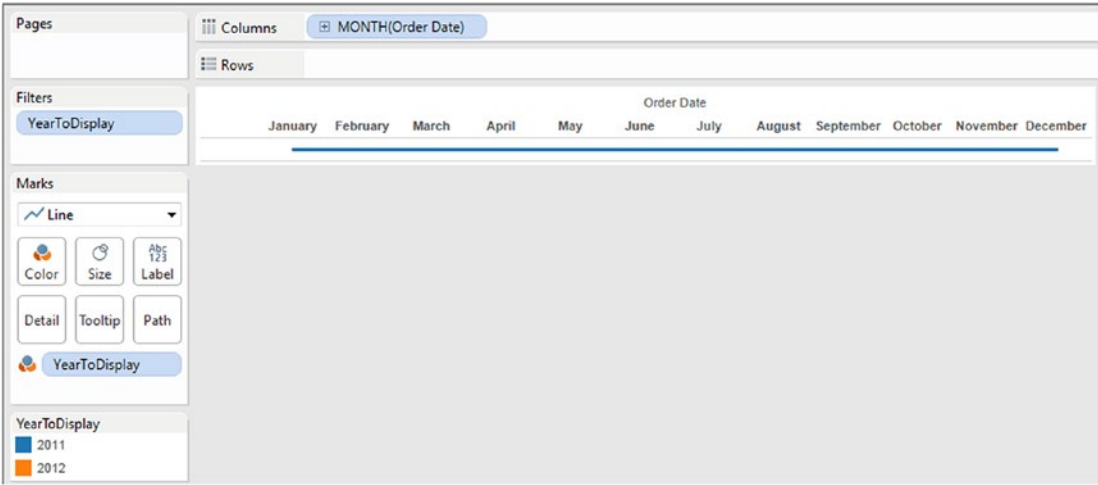 Pages
Columns
MONTH(Order Date)
Rows
Filters
YearToDisplay
Order Date
January February March April May June July August September October November December
Marks
Line
Color
Size
Abc
123
Label
Detail
Tooltip
Path
YearToDisplay
YearToDisplay
2011
2012